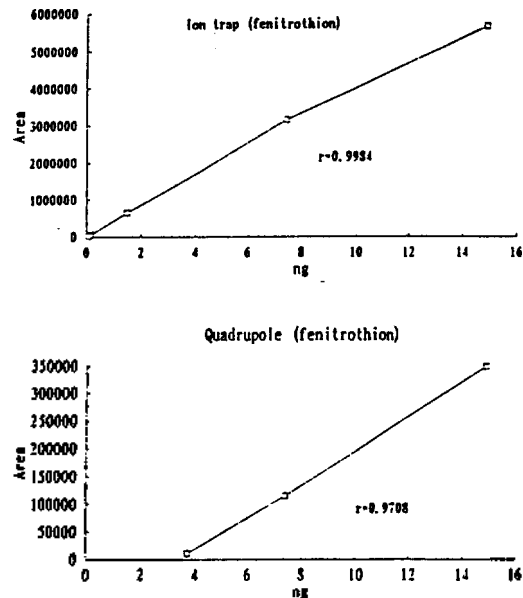 Ion trap (fenitrothion)
6000000
5000000
4000000
3000000
2000000
1000000
0
Area
r=0.9984
0 2 4 6 8 10 12 14 16
ng
Quadrupole (fenitrothion)
350000
300000
250000
200000
150000
100000
50000
0
Area
r=0.9708
0 2 4 6 8 10 12 14 16
ng